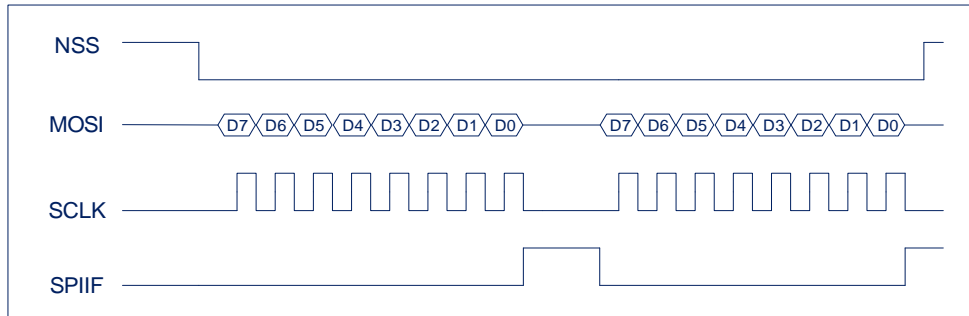 NSS
MOSI D7 D6 D5 D4 D3 D2 D1 D0 D7 D6 D5 D4 D3 D2 D1 D0
SCLK
SPIIF